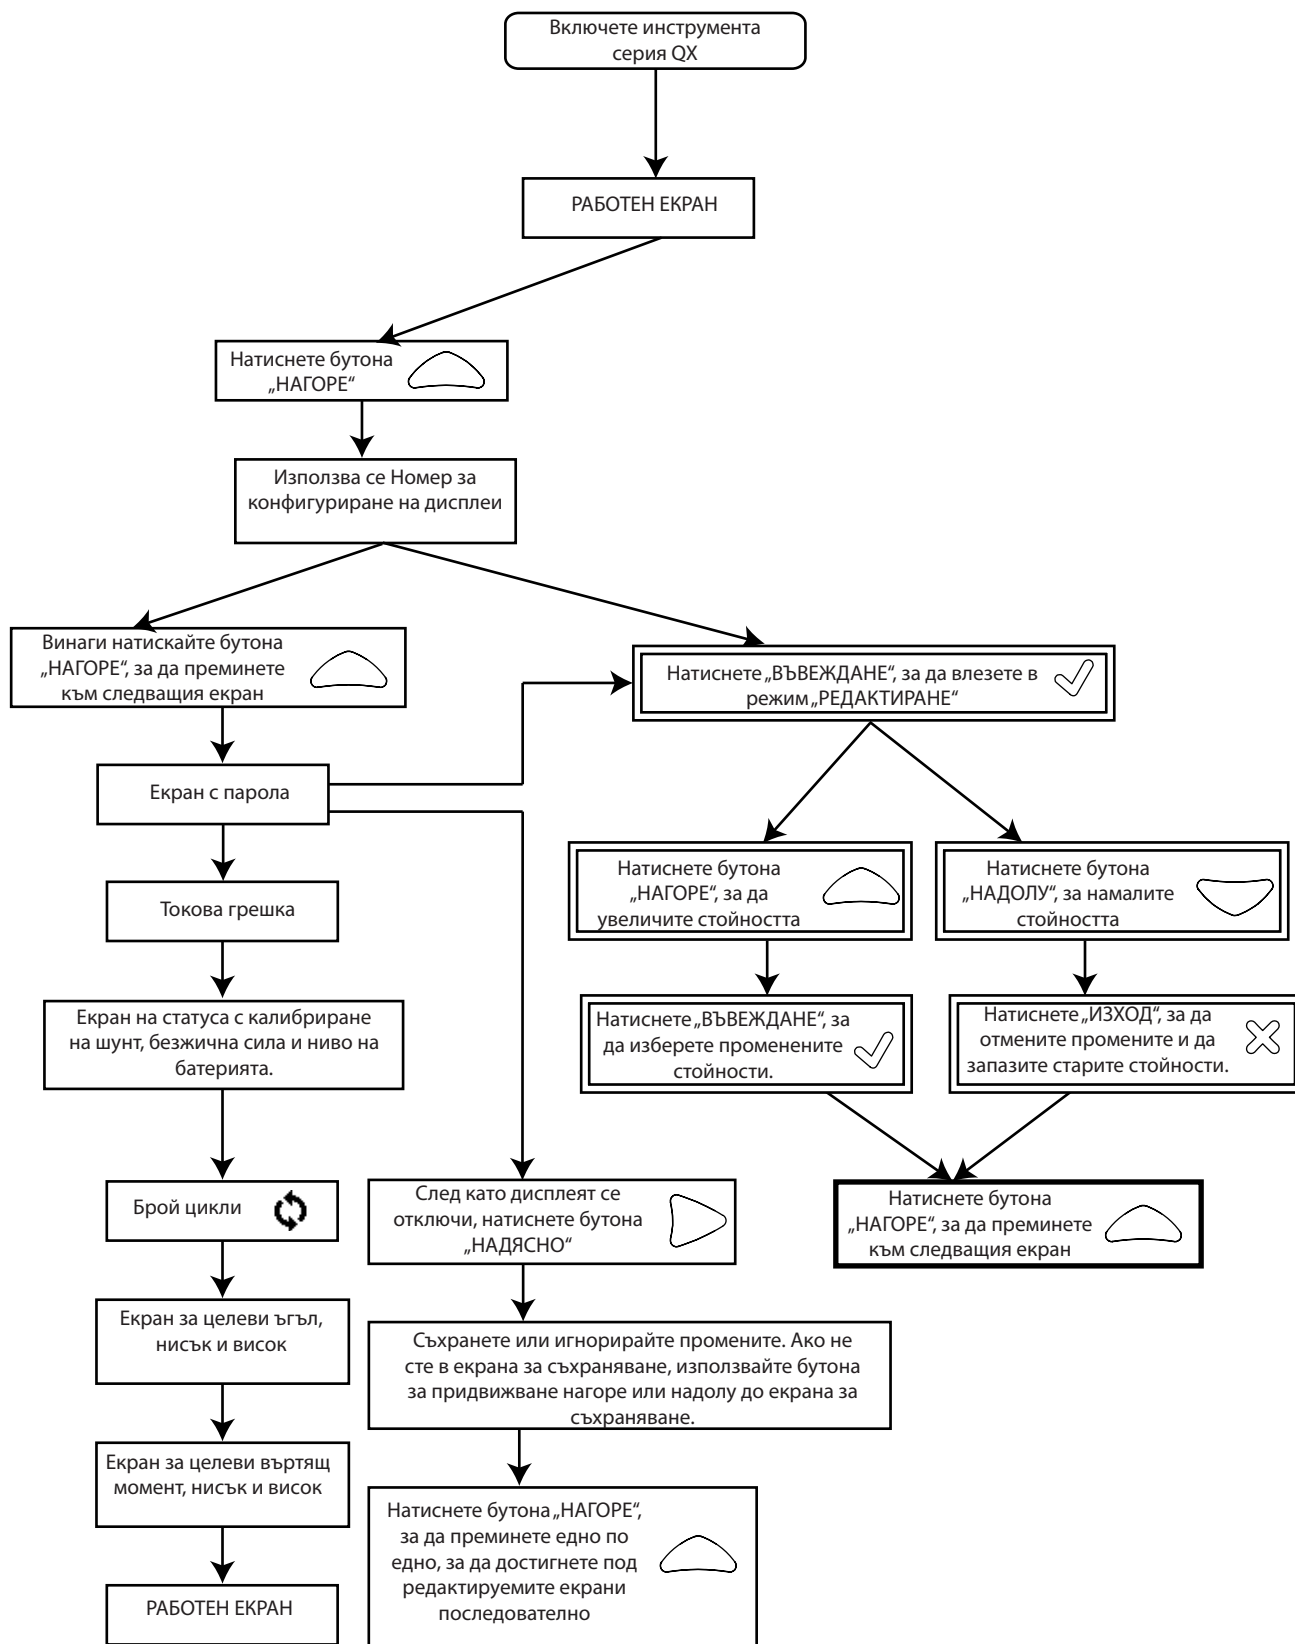 Включете инструмента
серия QX
РАБОТЕН ЕКРАН
Натиснете бутона
„НАГОРЕ“
Използва се Номер за
конфигуриране на дисплеи
Винаги натискайте бутона
„НАГОРЕ“, за да преминете
към следващия екран
Натиснете „ВЪВЕЖДАНЕ“, за да влезете в
режим „РЕДАКТИРАНЕ“
Екран с парола
Токова грешка
Екран на статуса с калибриране
на шунт, безжична сила и ниво на
батерията.
Брой цикли
Екран за целеви ъгъл,
нисък и висок
Екран за целеви въртящ
момент, нисък и висок
РАБОТЕН ЕКРАН
След като дисплеят се
отключи, натиснете бутона
„НАДЯСНО“
Съхранете или игнорирайте промените. Ако не
сте в екрана за съхраняване, използвайте бутона
за придвижване нагоре или надолу до екрана за
съхраняване.
Натиснете бутона „НАГОРЕ“,
за да преминете едно по
едно, за да достигнете под
редактируемите екрани
последователно
Натиснете бутона
„НАГОРЕ“, за да
увеличите стойността
Натиснете бутона
„НАДОЛУ“, за намалите
стойността
Натиснете „ВЪВЕЖДАНЕ“, за
да изберете променените
стойности.
Натиснете „ИЗХОД“, за да
отмените промените и да
запазите старите стойности.
Натиснете бутона
„НАГОРЕ“, за да преминете
към следващия екран